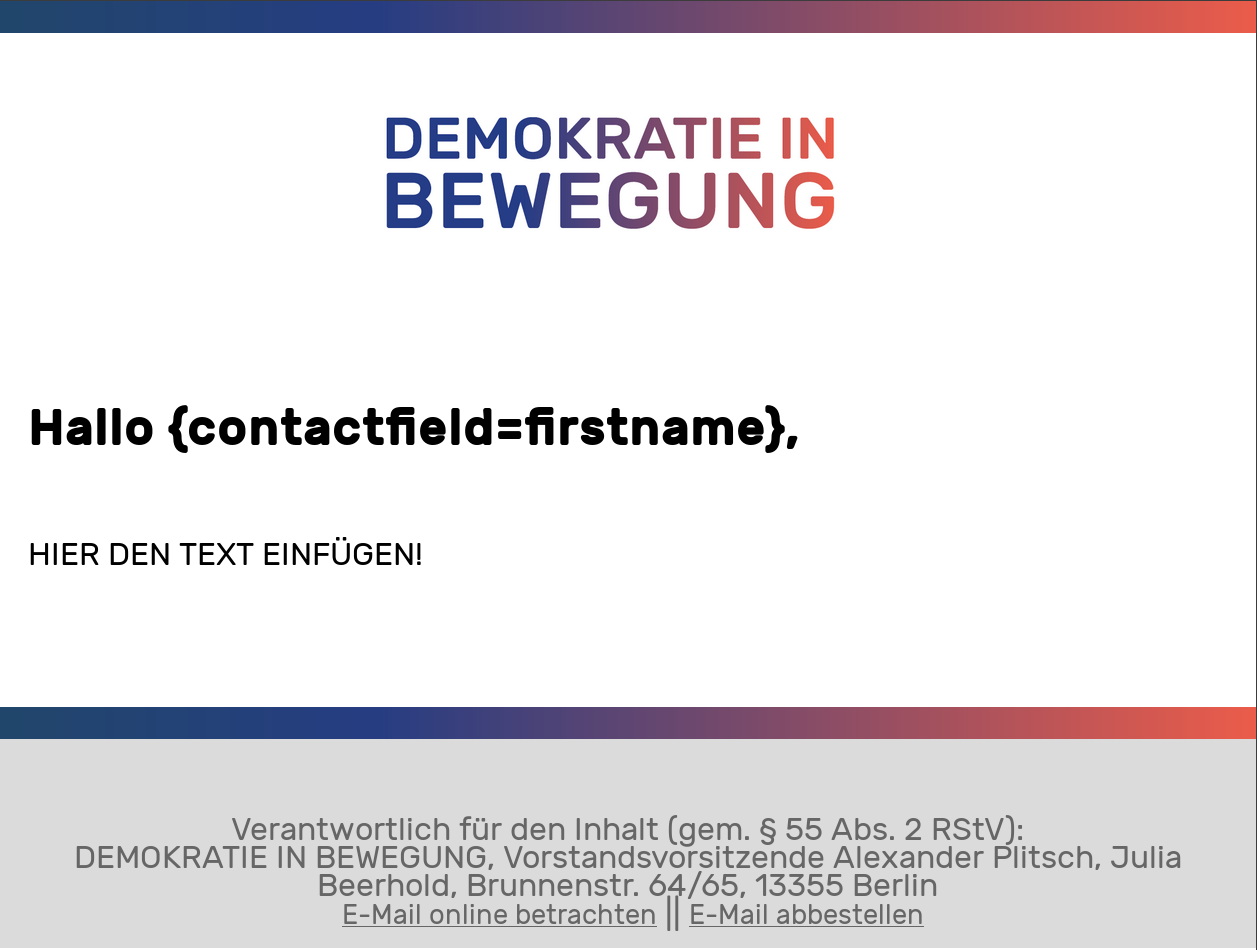 DEMOKRATIE IN
BEWEGUNG
Hallo {contactfield=firstname},
HIER DEN TEXT EINFÜGEN!
Verantwortlich für den Inhalt (gem. § 55 Abs. 2 RStV):
DEMOKRATIE IN BEWEGUNG, Vorstandsvorsitzende Alexander Plitsch, Julia
Beerhold, Brunnenstr. 64/65, 13355 Berlin
E-Mail online betrachten || E-Mail abbestellen